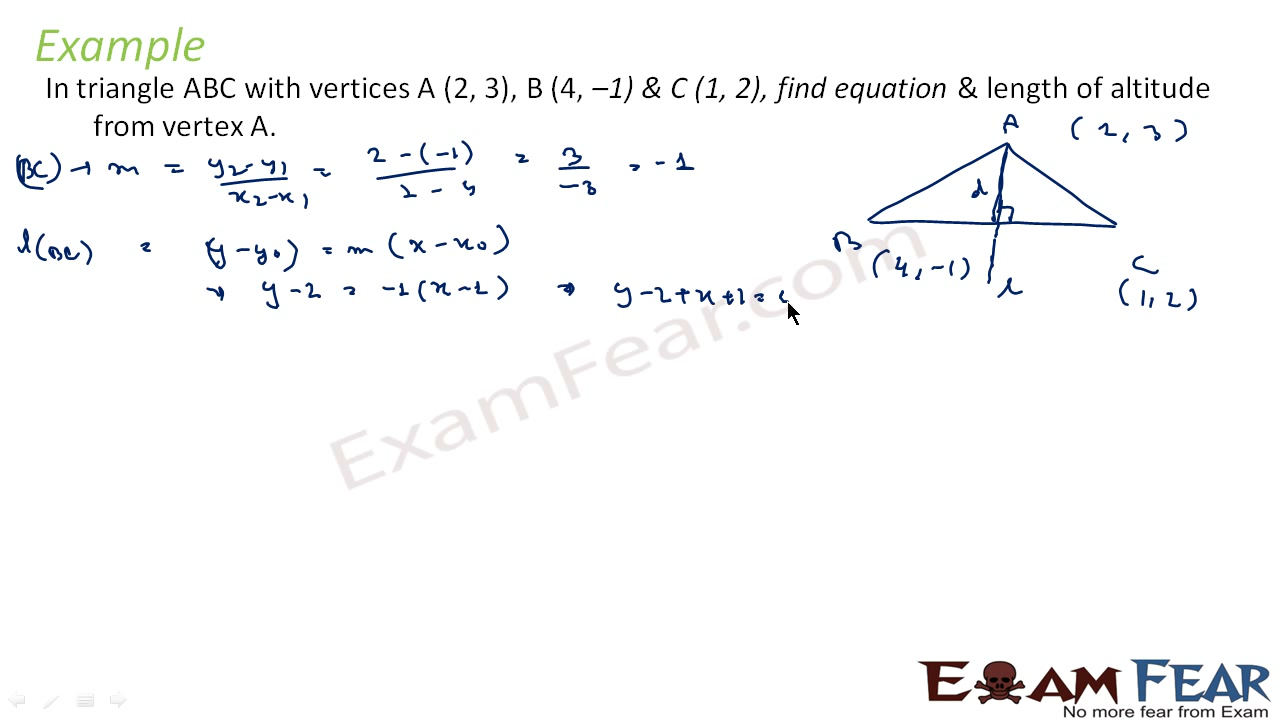 Example
In triangle ABC with vertices A (2, 3), B (4, –1) & C (1, 2), find equation & length of altitude
from vertex A.
(BC) → m = y2-y1 / x2-x1 = 2-(-1) / 1-4 = 3 / -3 = -1
l(BC) = (y-y0) = m(x-x0)
→ y-2 = -1(x-1) ⇒ y-2+x+1=
A (2, 3)
d
B
(4, -1)
l
C
(1, 2)
ExamFear.com
EXAM FEAR
No more fear from Exam